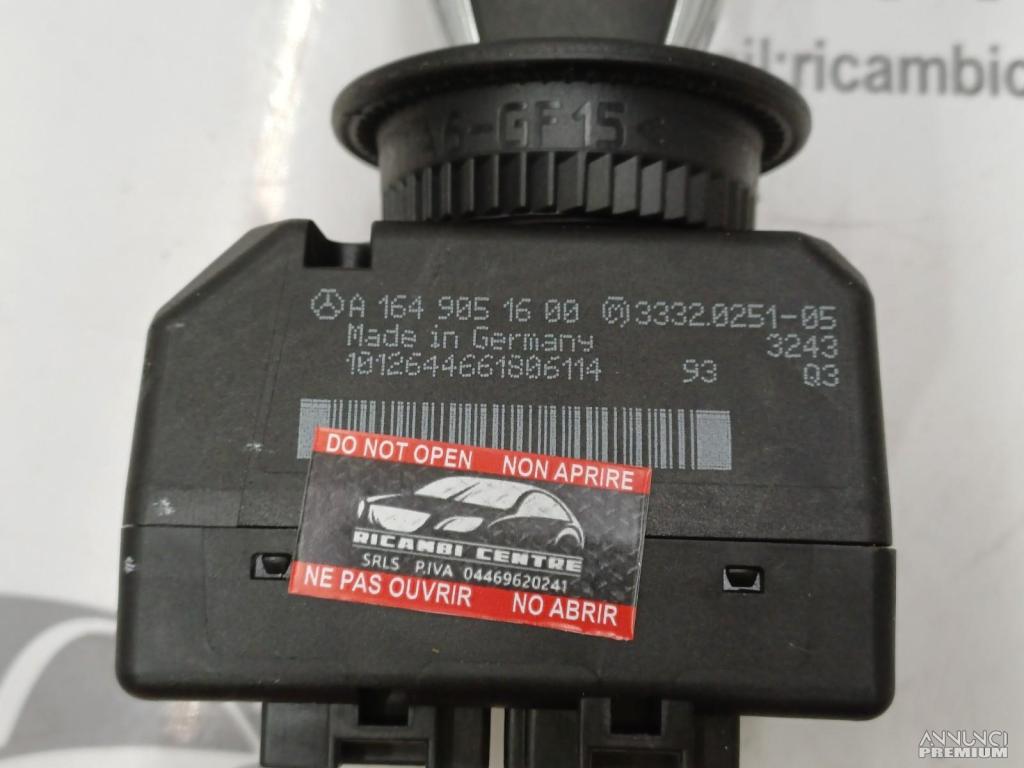 il:ricambic
6-GF15<
A 164 905 16 00 3332.0251-05
Made in Germany 3243
1012644661806114 93 Q3
DO NOT OPEN NON APRIRE
RICAMBI CENTRE
SRLS P.IVA 04469620241
NE PAS OUVRIR NO ABRIR
ANNUNCI
PREMIUM